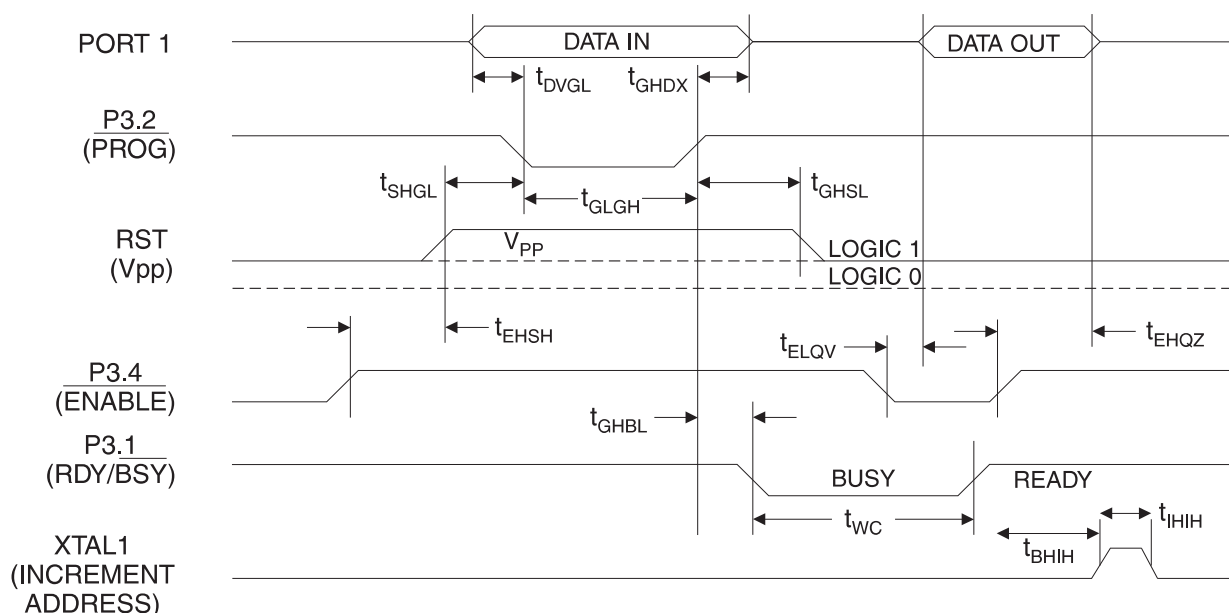 PORT 1
DATA IN
DATA OUT
tDVGL
tGHDX
P3.2
(PROG)
tSHGL
tGLGH
tGHSL
RST
(Vpp)
VPP
LOGIC 1
LOGIC 0
tEHSH
tELQV
tEHQZ
P3.4
(ENABLE)
tGHBL
P3.1
(RDY/BSY)
BUSY
READY
tWC
tIHIH
tBHIH
XTAL1
(INCREMENT
ADDRESS)